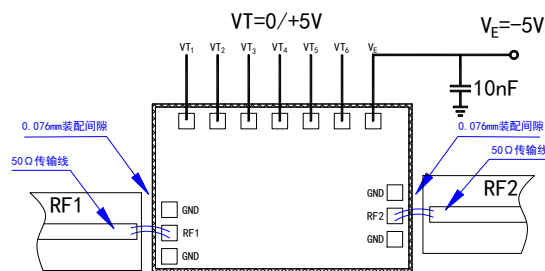 VT=0/+5V
V_E=-5V
VT₁ VT₂ VT₃ VT₄ VT₅ VT₆ V_E
10nF
0.076mm装配间隙
0.076mm装配间隙
50Ω传输线
50Ω传输线
RF1
RF2
GND
RF1
GND
GND
RF2
GND